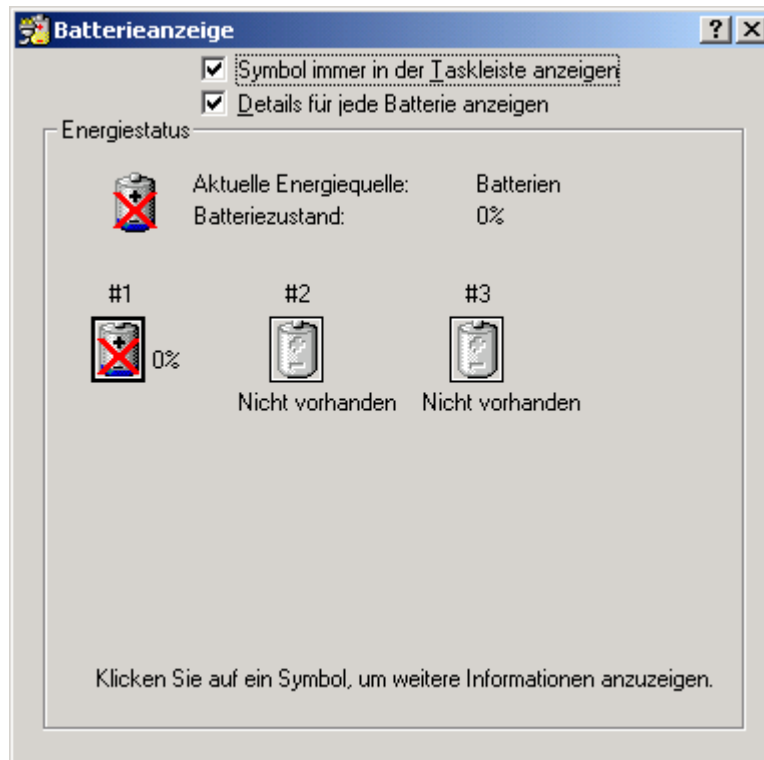 Batterieanzeige
Symbol immer in der Taskleiste anzeigen
Details für jede Batterie anzeigen
Energiestatus
Aktuelle Energiequelle: Batterien
Batteriezustand: 0%
#1 #2 #3
0%
Nicht vorhanden Nicht vorhanden
Klicken Sie auf ein Symbol, um weitere Informationen anzuzeigen.